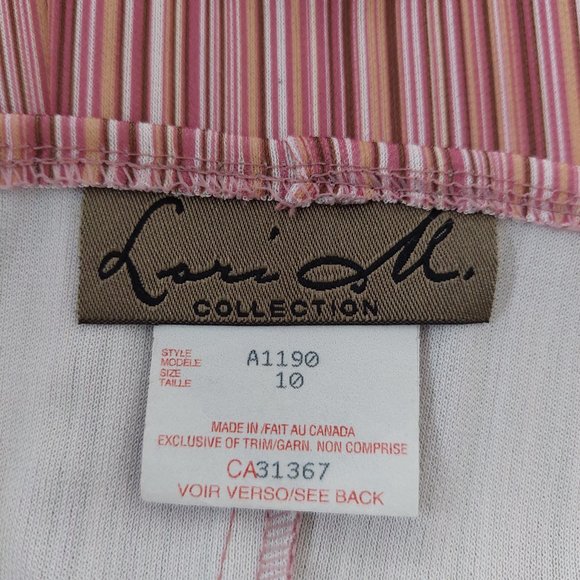 Lori M.
COLLECTION
STYLE
MODELE A1190
SIZE
TAILLE 10
MADE IN /FAIT AU CANADA
EXCLUSIVE OF TRIM/GARN. NON COMPRISE
CA31367
VOIR VERSO/SEE BACK